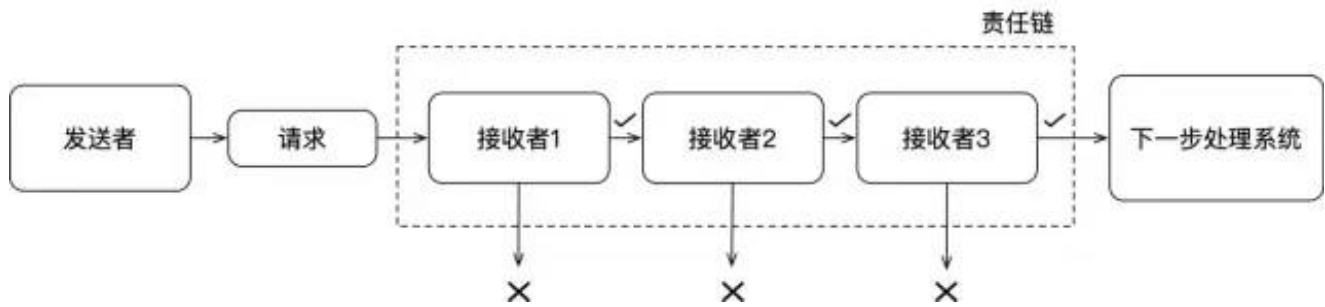 责任链
发送者
请求
接收者1
接收者2
接收者3
下一步处理系统